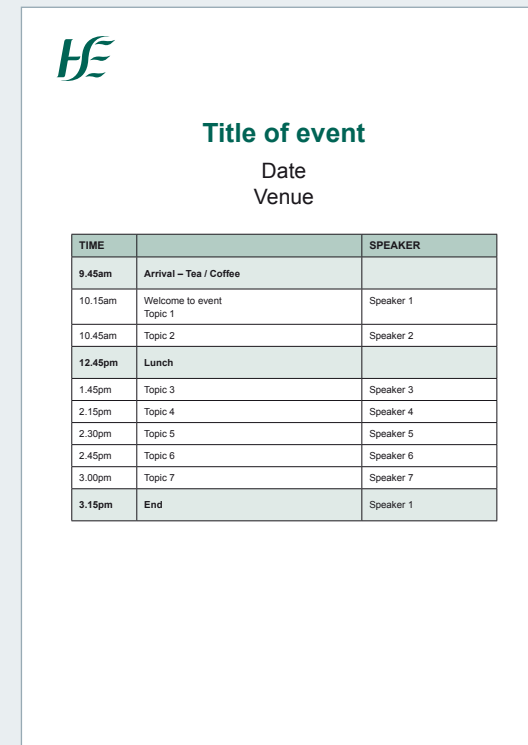 HSE
Title of event
Date
Venue
TIME SPEAKER
9.45am Arrival – Tea / Coffee
10.15am Welcome to event Speaker 1
Topic 1
10.45am Topic 2 Speaker 2
12.45pm Lunch
1.45pm Topic 3 Speaker 3
2.15pm Topic 4 Speaker 4
2.30pm Topic 5 Speaker 5
2.45pm Topic 6 Speaker 6
3.00pm Topic 7 Speaker 7
3.15pm End Speaker 1